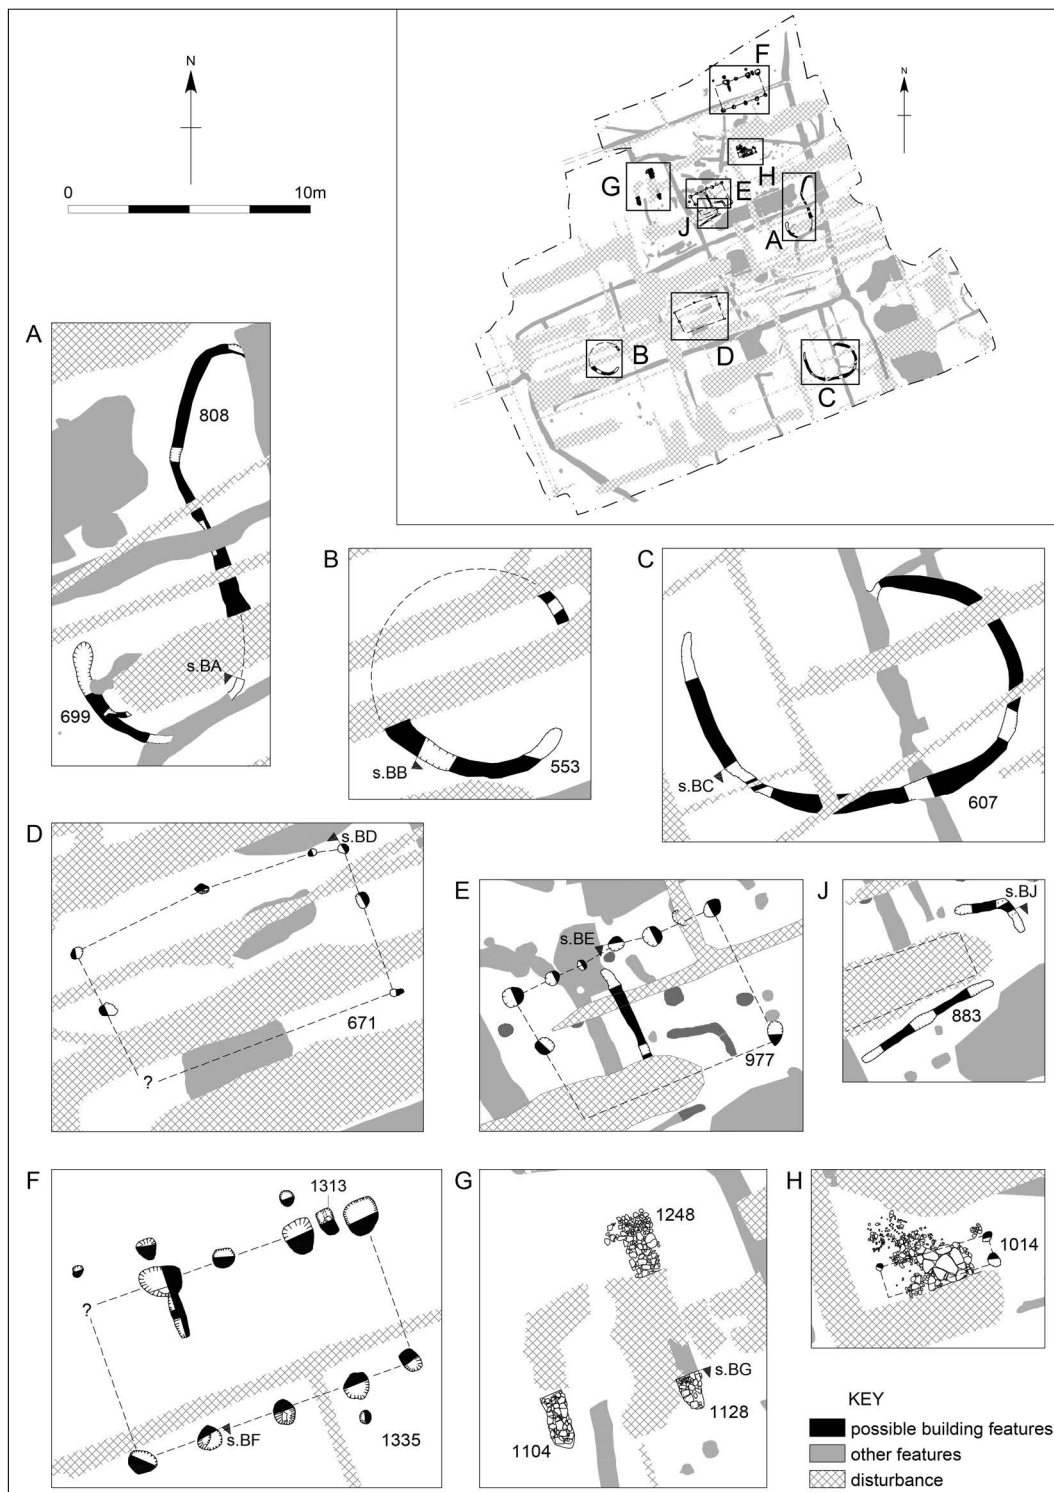 N
0 10m
N
F
H
G
E
J
A
D
B
C
A
808
s.BA
699
B
s.BB
553
C
s.BC
607
D
s.BD
671
?
E
s.BE
977
J
s.BJ
883
F
1313
?
s.BF
1335
G
1248
s.BG
1128
1104
H
1014
KEY
possible building features
other features
disturbance